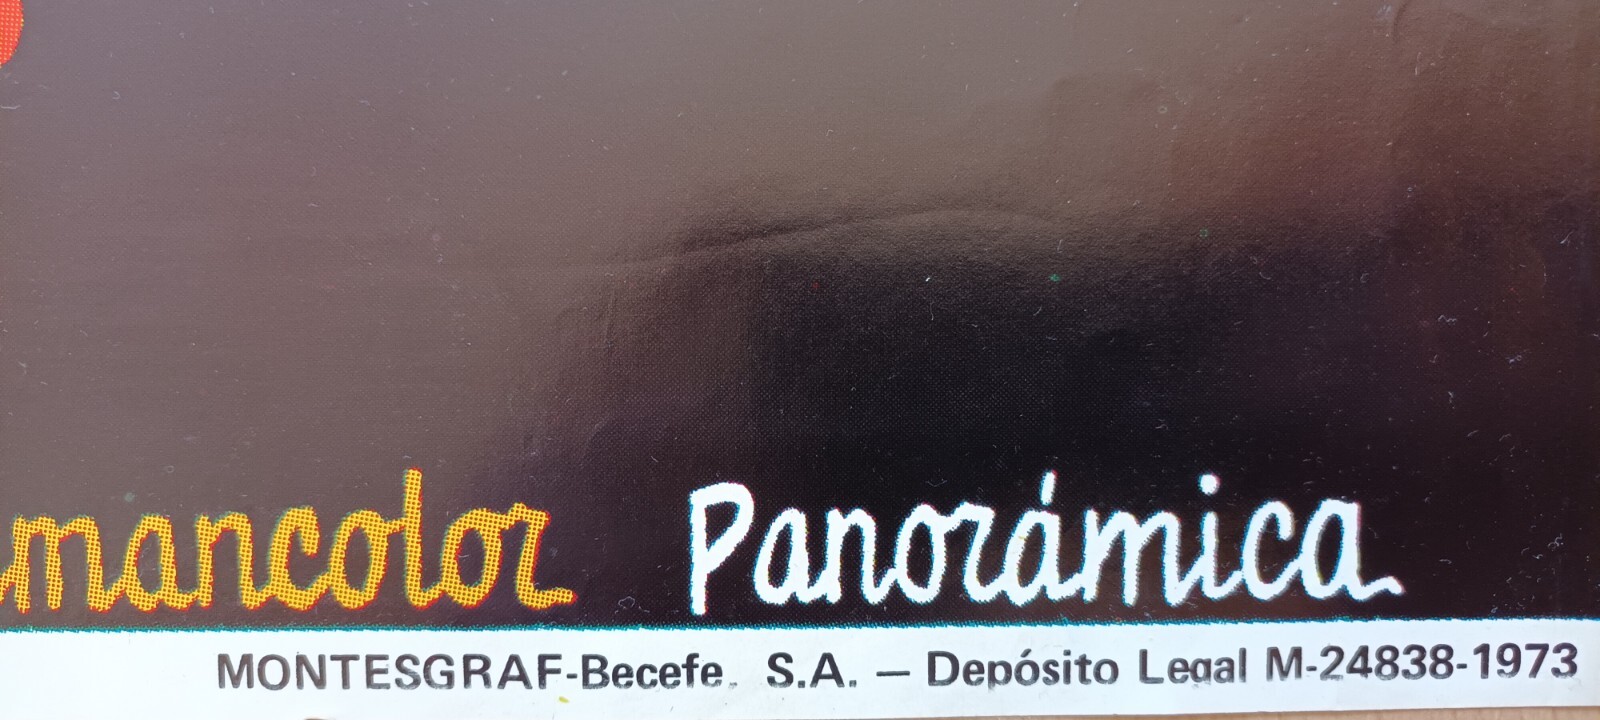 mancolor Panorámica
MONTESGRAF-Becefe. S.A. — Depósito Legal M-24838-1973